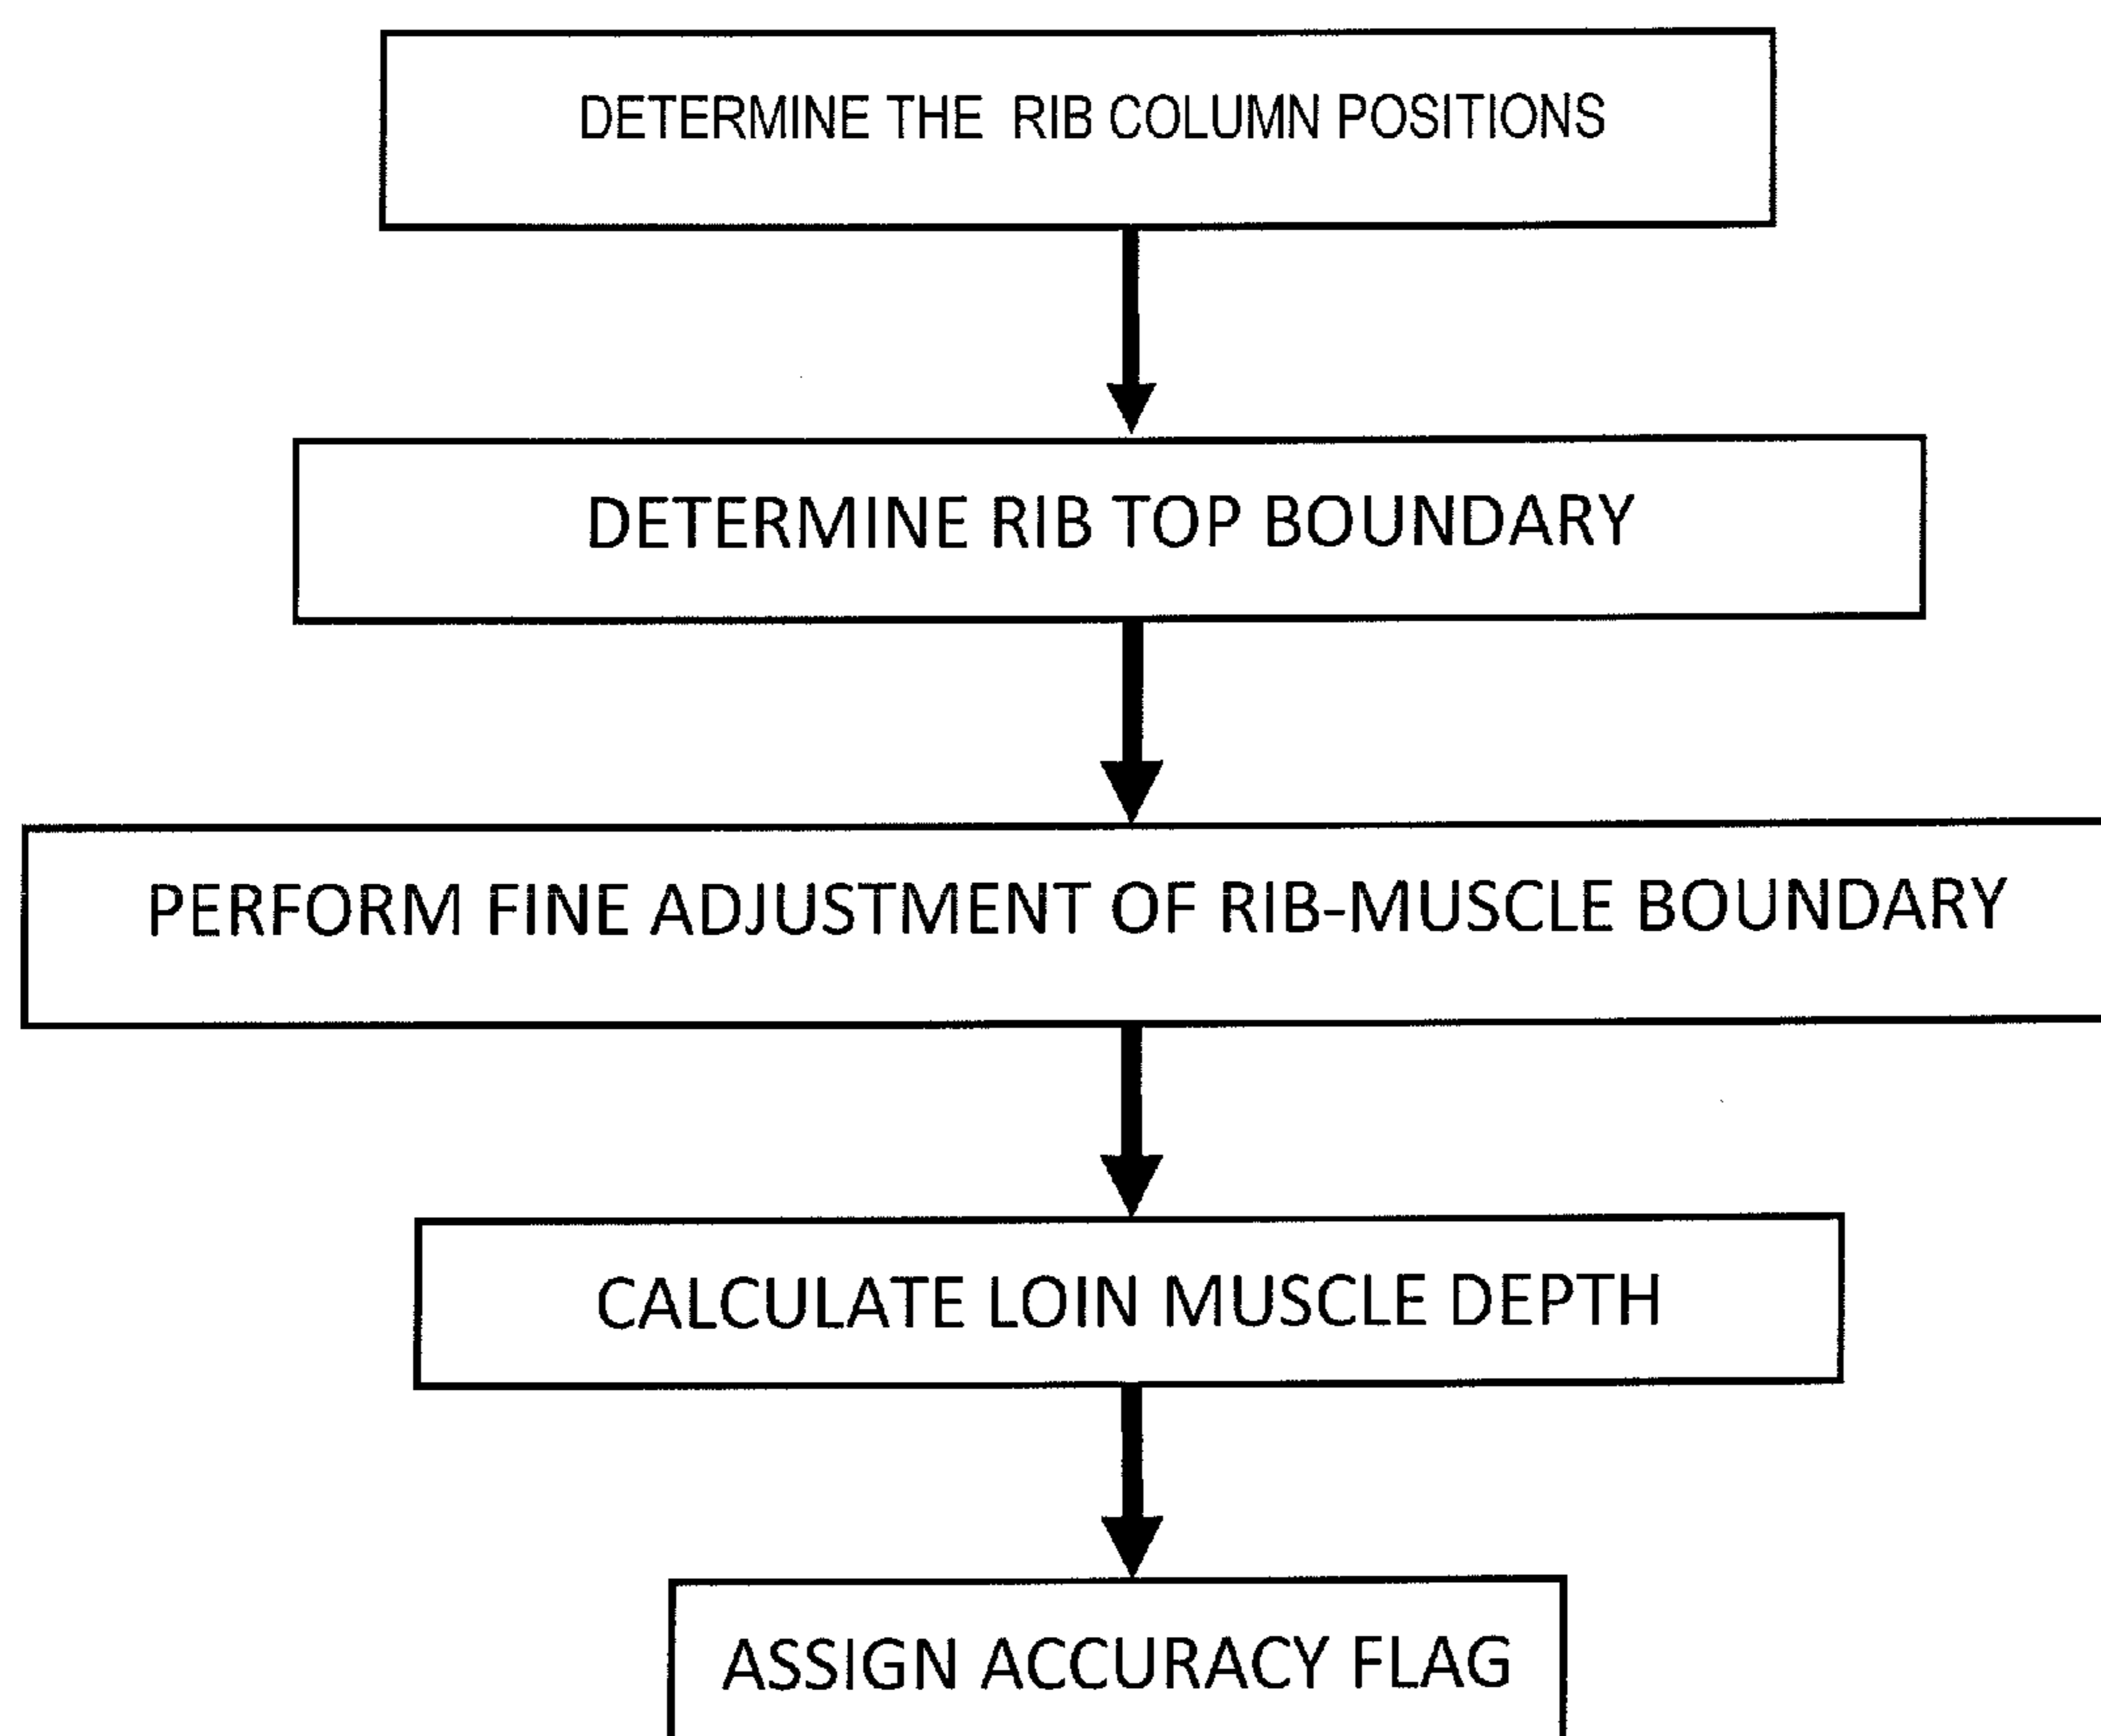 DETERMINE THE RIB COLUMN POSITIONS
DETERMINE RIB TOP BOUNDARY
PERFORM FINE ADJUSTMENT OF RIB-MUSCLE BOUNDARY
CALCULATE LOIN MUSCLE DEPTH
ASSIGN ACCURACY FLAG